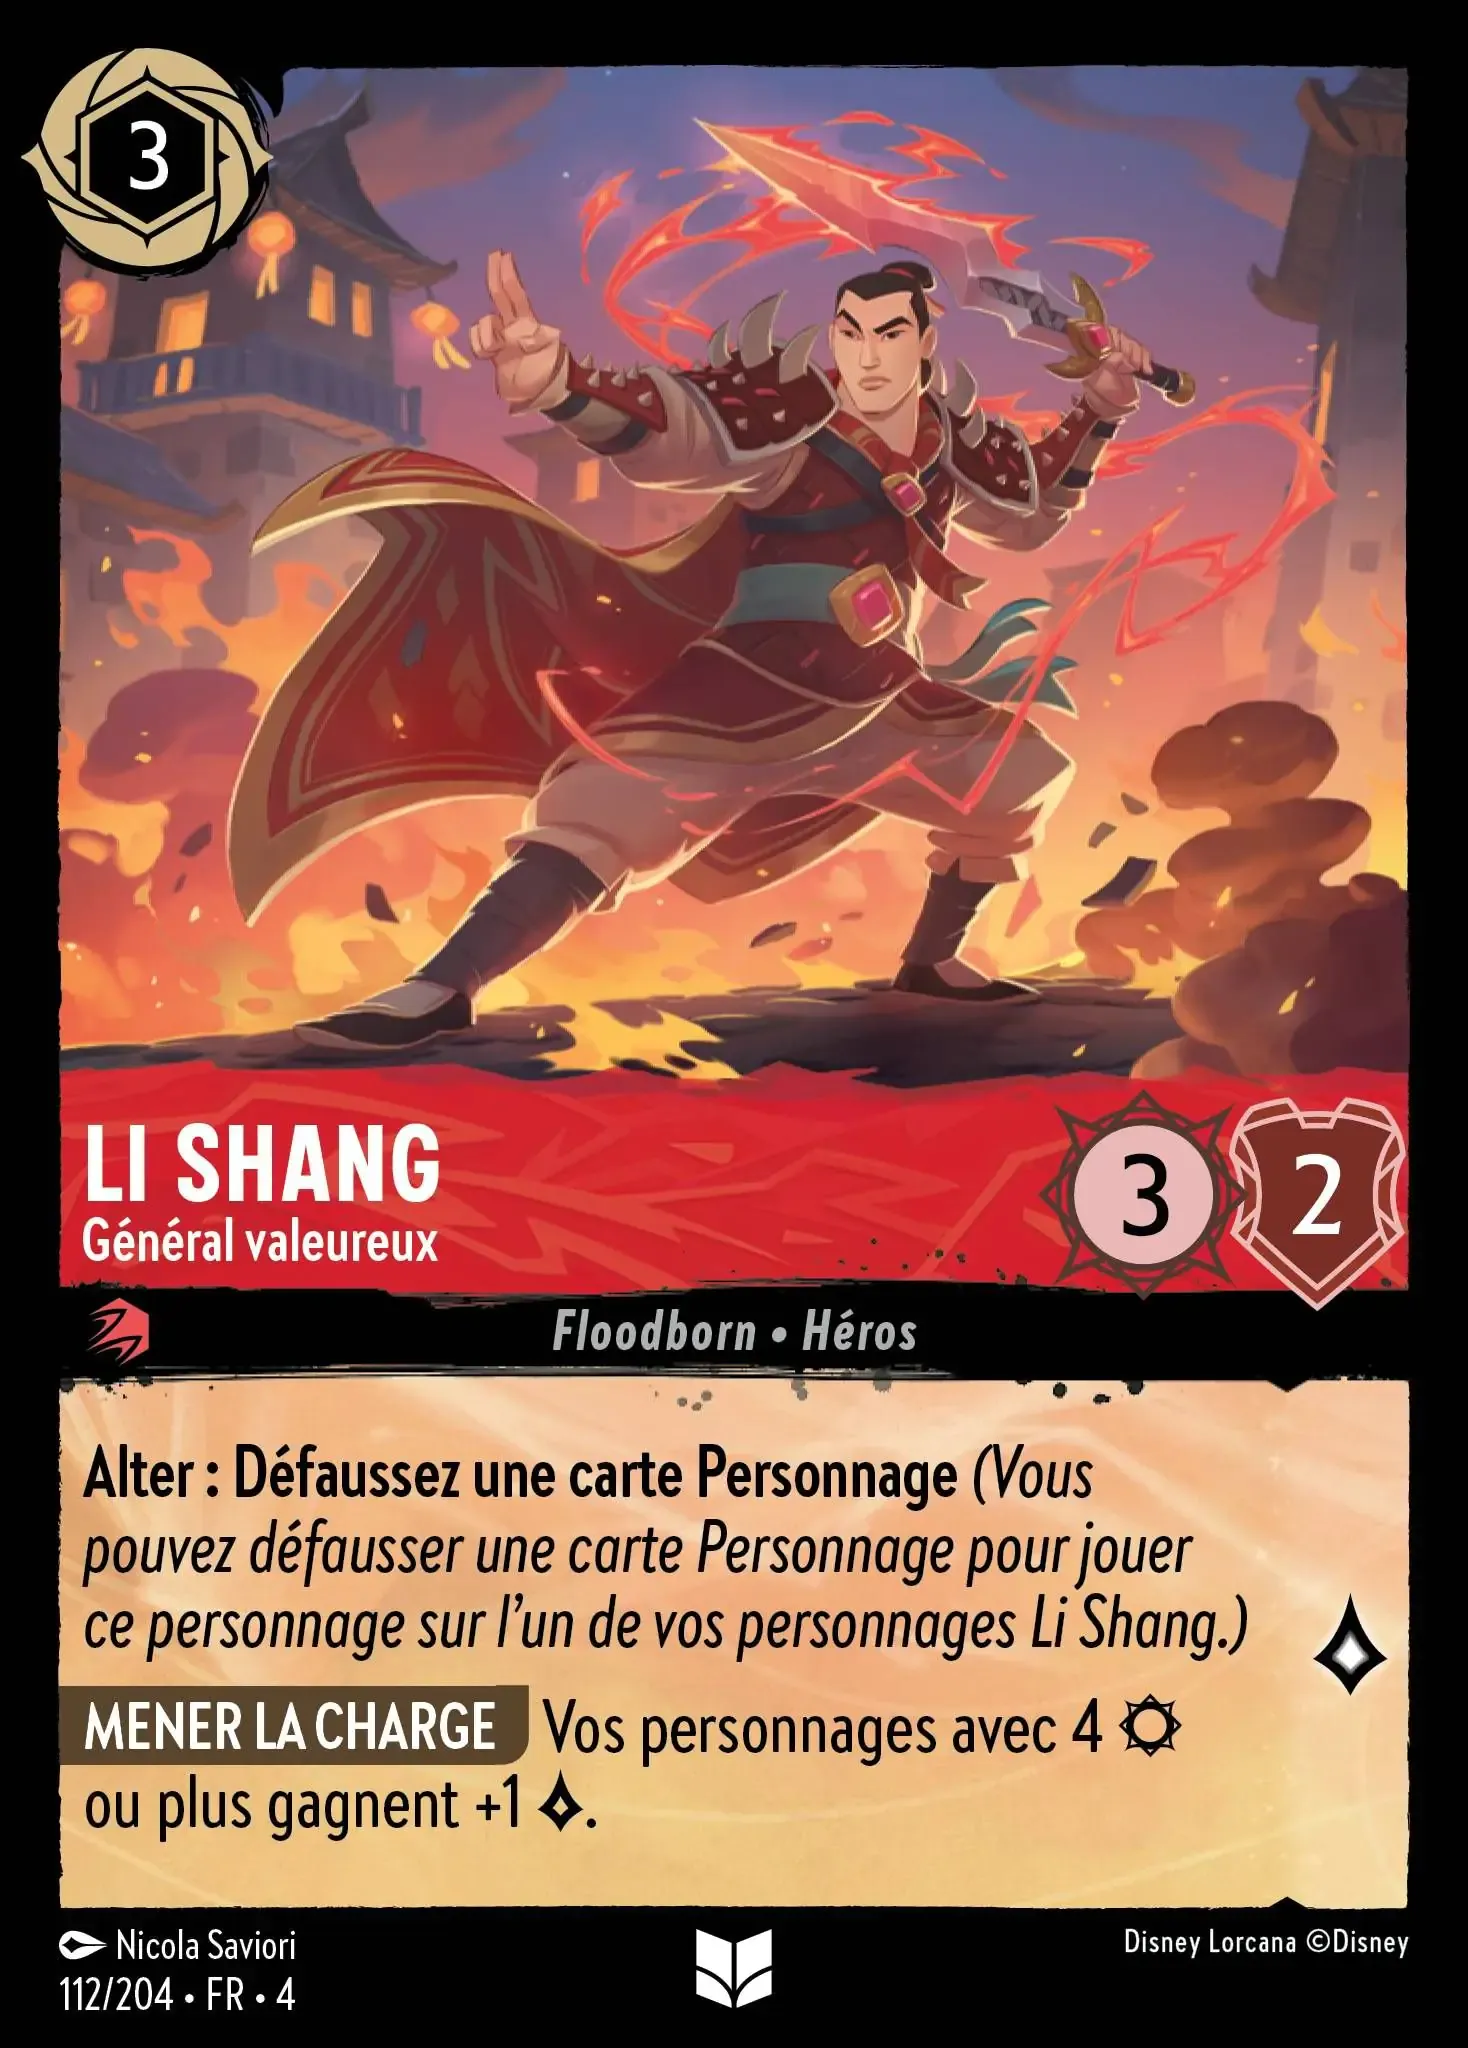 3
LI SHANG
Général valeureux
3
2
Floodborn • Héros
Alter : Défaussez une carte Personnage (Vous
pouvez défausser une carte Personnage pour jouer
ce personnage sur l’un de vos personnages Li Shang.)
MENER LA CHARGE Vos personnages avec 4
ou plus gagnent +1 .
Nicola Saviori
112/204 • FR • 4
Disney Lorcana ©Disney